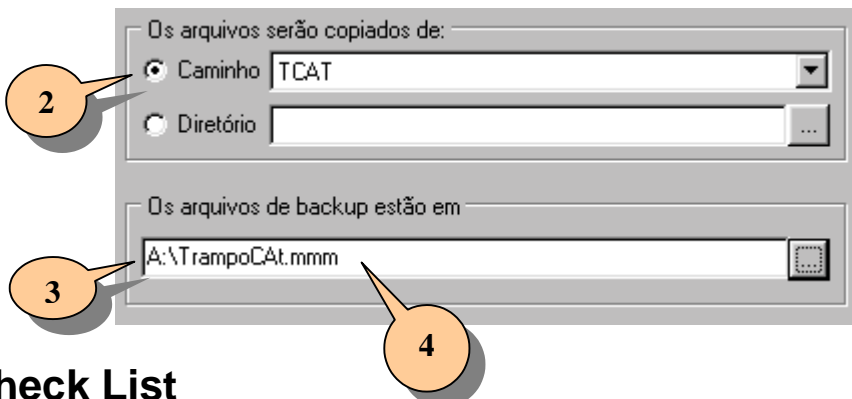 Os arquivos serão copiados de:
2
Caminho TCAT
Diretório ...
Os arquivos de backup estão em
3
A:\TrampoCAt.mmm ...
4
heck List